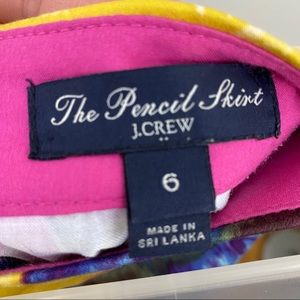 The Pencil Skirt
J.CREW
6
MADE IN
SRI LANKA